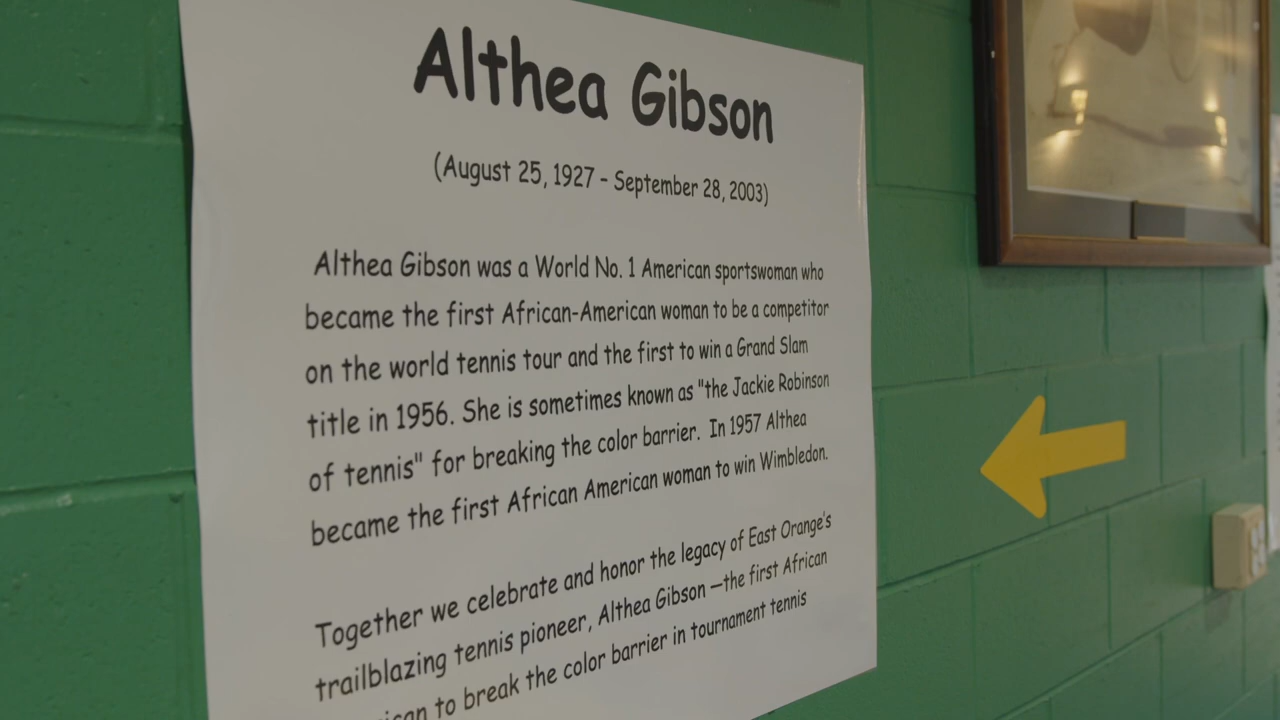 Althea Gibson
(August 25, 1927 - September 28, 2003)
Althea Gibson was a World No. 1 American sportswoman who
became the first African-American woman to be a competitor
on the world tennis tour and the first to win a Grand Slam
title in 1956. She is sometimes known as "the Jackie Robinson
of tennis" for breaking the color barrier. In 1957 Althea
became the first African American woman to win Wimbledon.
Together we celebrate and honor the legacy of East Orange's
trailblazing tennis pioneer, Althea Gibson —the first African
to break the color barrier in tournament tennis